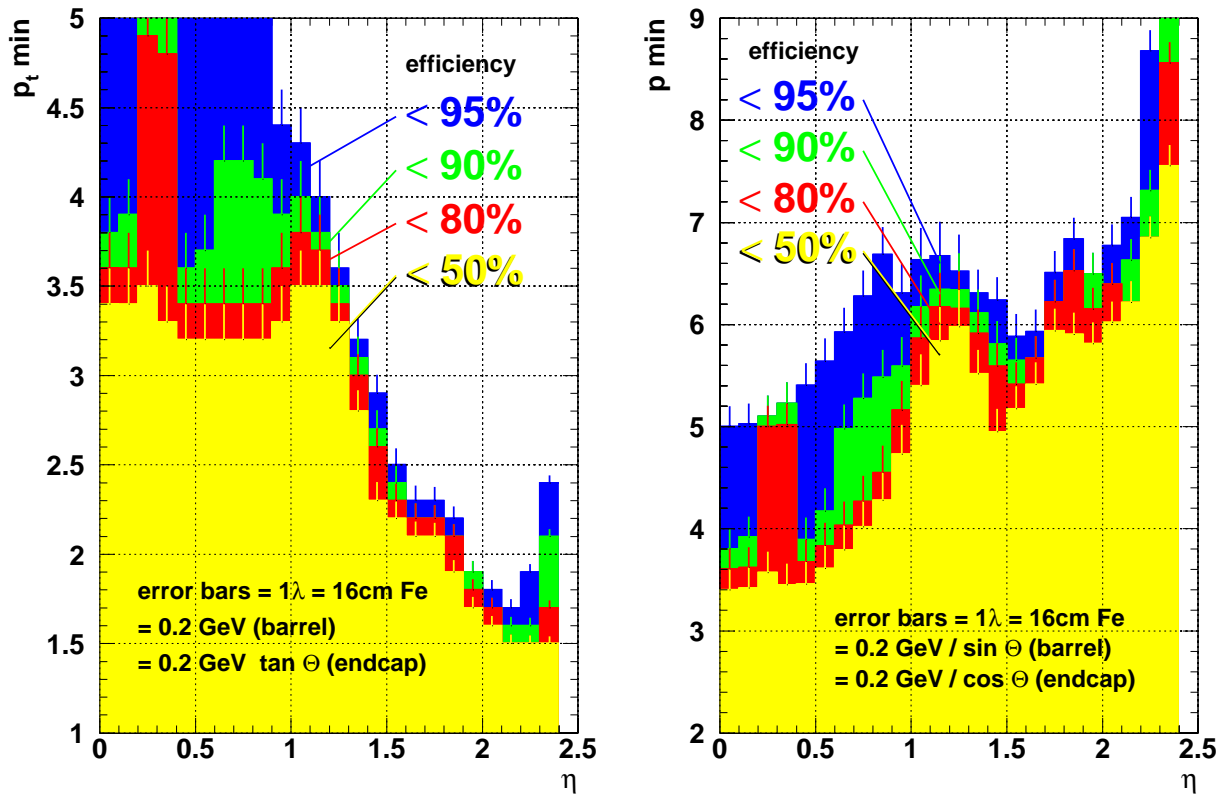 p_t min
5
4.5
4
3.5
3
2.5
2
1.5
1
0 0.5 1 1.5 2 2.5
η
efficiency
< 95%
< 90%
< 80%
< 50%
error bars = 1λ = 16cm Fe
= 0.2 GeV (barrel)
= 0.2 GeV tan Θ (endcap)
p min
9
8
7
6
5
4
3
2
0 0.5 1 1.5 2 2.5
η
efficiency
< 95%
< 90%
< 80%
< 50%
error bars = 1λ = 16cm Fe
= 0.2 GeV / sin Θ (barrel)
= 0.2 GeV / cos Θ (endcap)